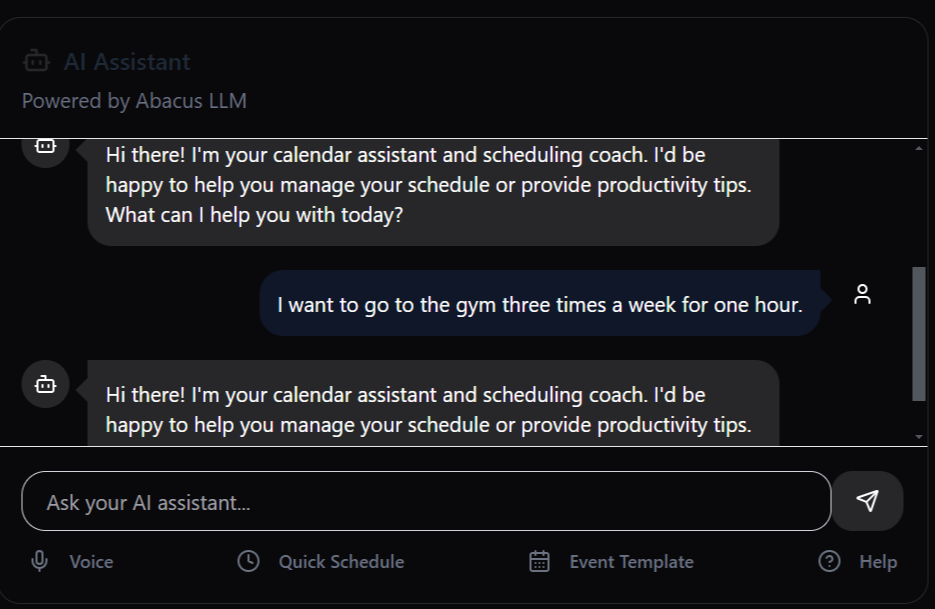 AI Assistant
Powered by Abacus LLM
Hi there! I'm your calendar assistant and scheduling coach. I'd be
happy to help you manage your schedule or provide productivity tips.
What can I help you with today?
I want to go to the gym three times a week for one hour.
Hi there! I'm your calendar assistant and scheduling coach. I'd be
happy to help you manage your schedule or provide productivity tips.
Ask your AI assistant...
Voice
Quick Schedule
Event Template
Help